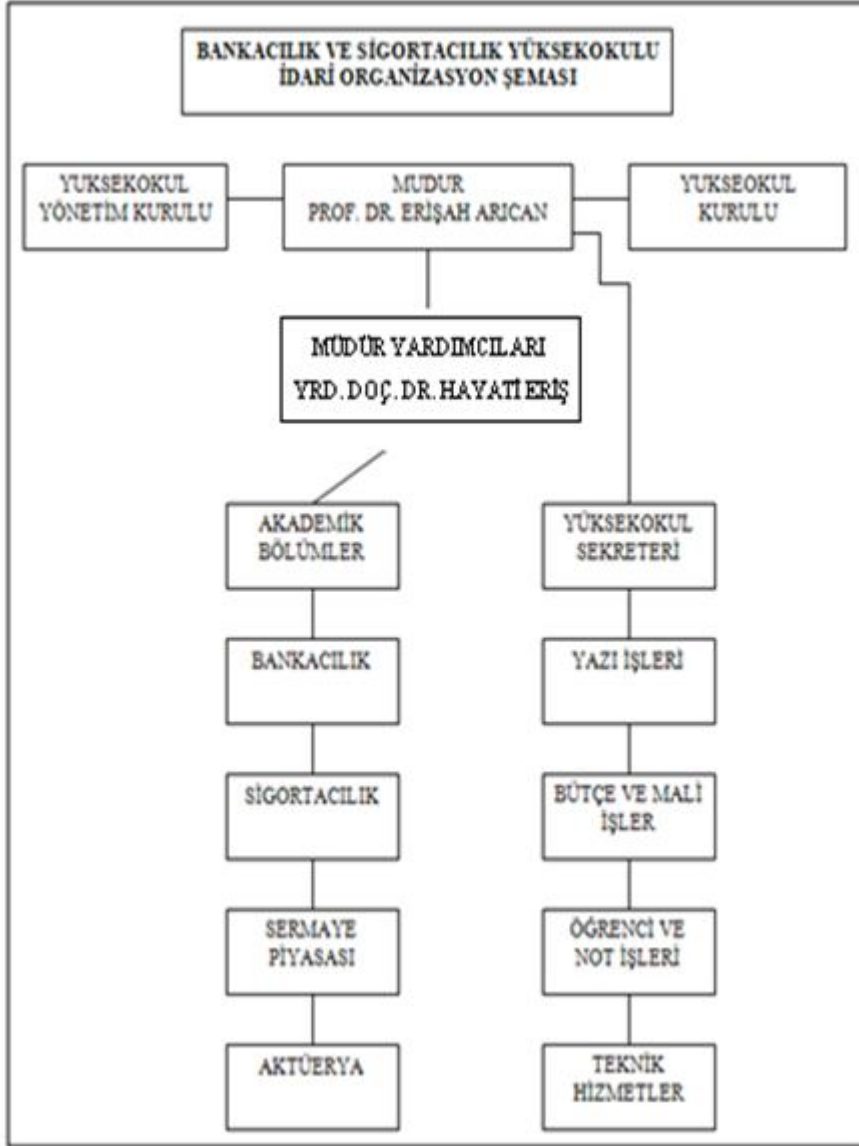 BANKACILIK VE SİGORTACILIK YÜKSEKOKULU
İDARİ ORGANİZASYON ŞEMASI
YUKSEKOKUL
YÖNETİM KURULU
MUDUR
PROF. DR. ERİŞAH ARICAN
YUKSEOKUL
KURULU
MÜDÜR YARDIMCILARI
YRD. DOÇ. DR. HAYATİ ERİŞ
AKADEMİK
BÖLÜMLER
YÜKSEKOKUL
SEKRETERİ
BANKACILIK
YAZI İŞLERİ
SİGORTACILIK
BÜTÇE VE MALİ
İŞLER
SERMAYE
PİYASASI
ÖĞRENCİ VE
NOT İŞLERİ
AKTÜERYA
TEKNİK
HİZMETLER